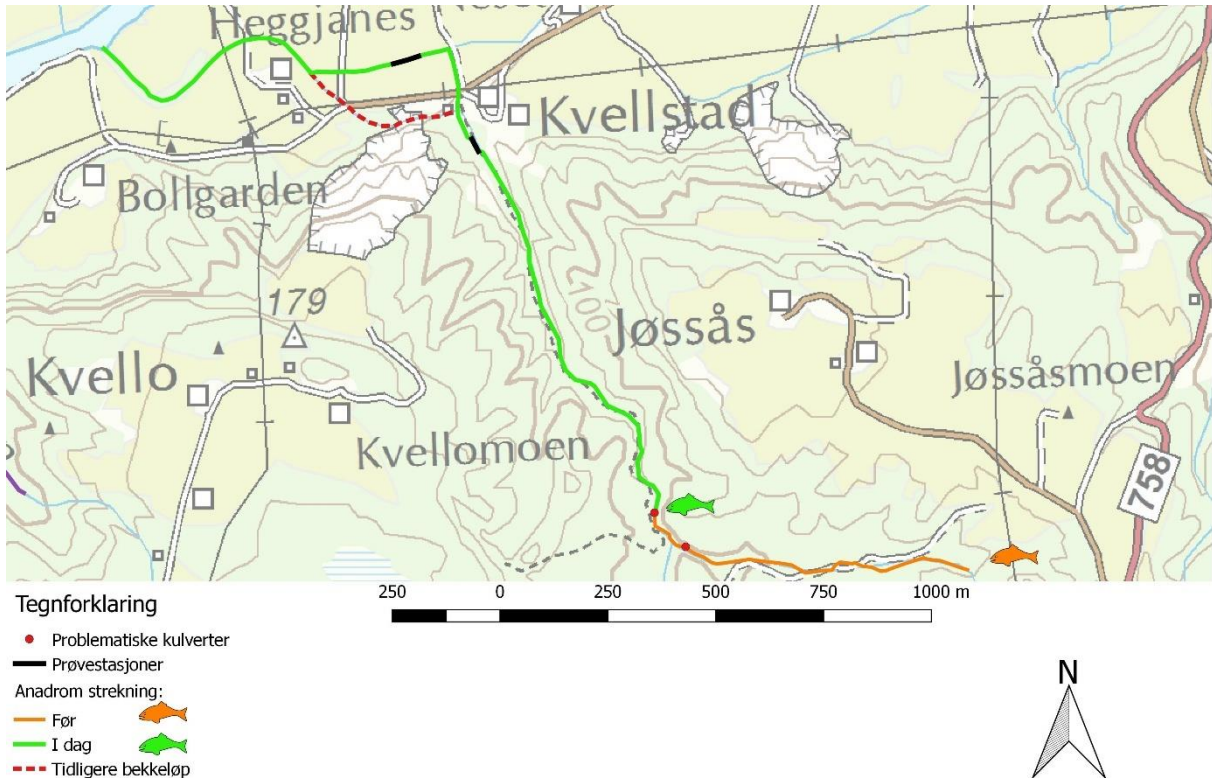 Heggjanes
Kvellstad
Bollgarden
179
100
Jøssås
Kvello
Jøssåsmoen
Kvellomoen
758
250 0 250 500 750 1000 m
Tegnforklaring
Problematiske kulverter
Prøvestasjoner
Anadrom strekning:
Før
I dag
Tidligere bekkeløp
N